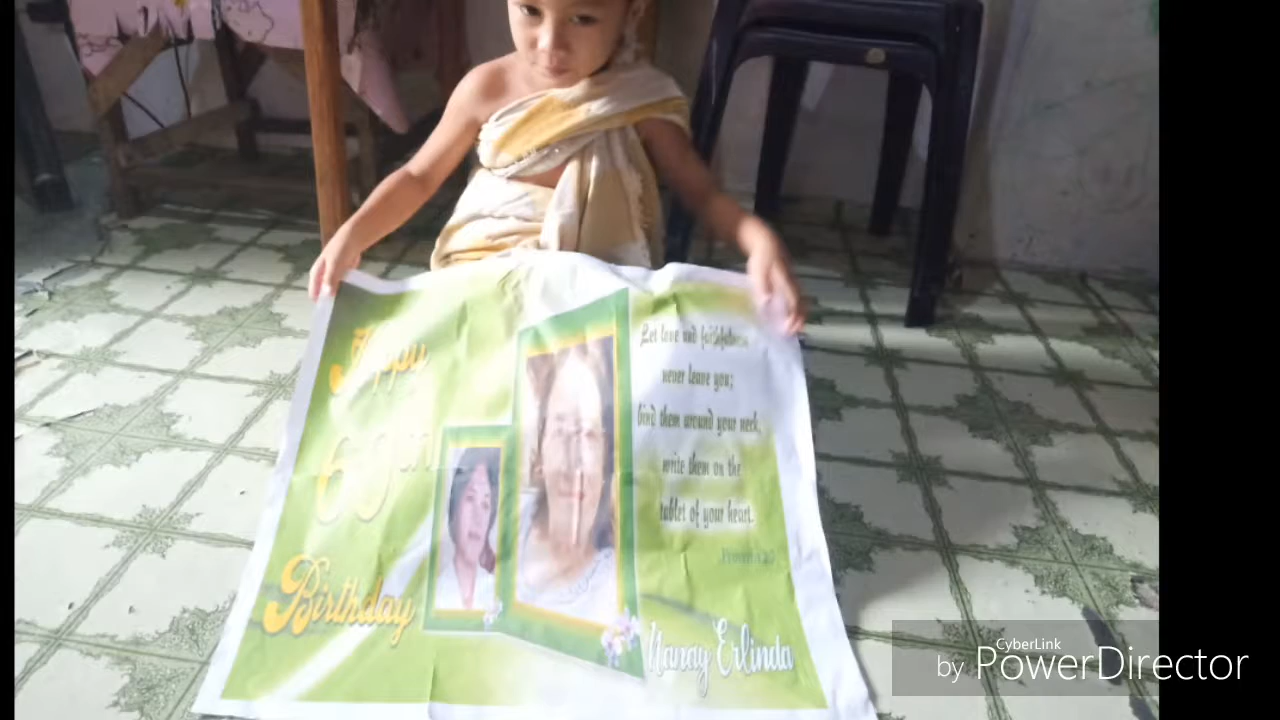 Happy
60th
Birthday
Let love and faithfulness
never leave you;
bind them around your neck,
write them on the
tablet of your heart.
Nanay Erlinda
CyberLink
by PowerDirector